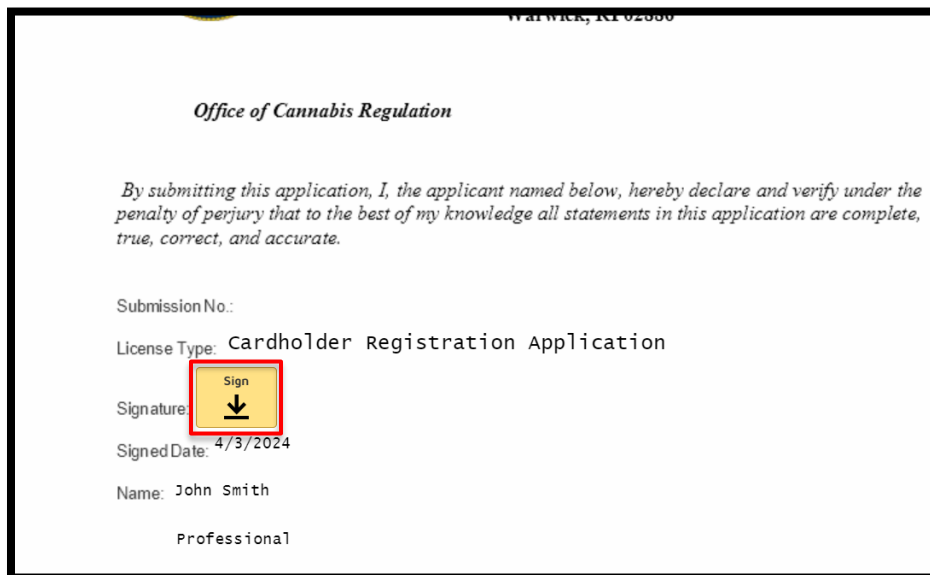 Warwick, RI 02886
Office of Cannabis Regulation
By submitting this application, I, the applicant named below, hereby declare and verify under the
penalty of perjury that to the best of my knowledge all statements in this application are complete,
true, correct, and accurate.
Submission No.:
License Type: Cardholder Registration Application
Sign
Signature:
Signed Date: 4/3/2024
Name: John Smith
Professional